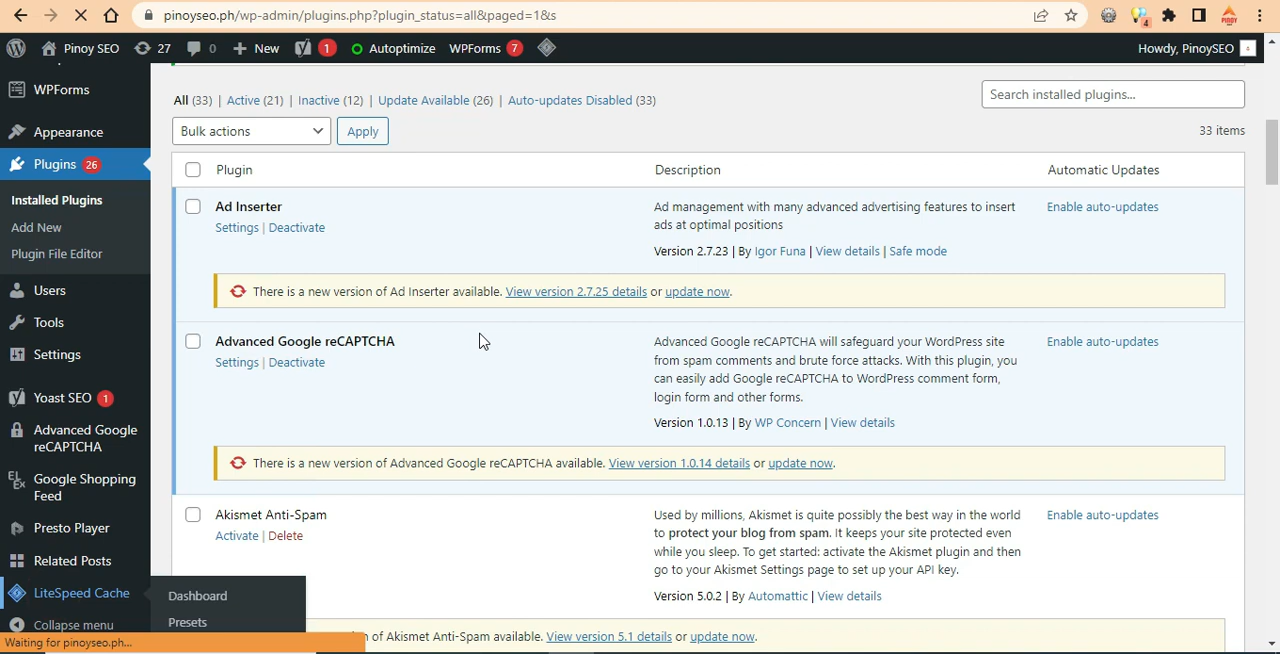 pinoyseo.ph/wp-admin/plugins.php?plugin_status=all&paged=1&s
4
PINOY
Pinoy SEO 27 0 New 1 Autoptimize WPForms 7 Howdy, PinoySEO
WPForms
Appearance
Plugins 26
Installed Plugins
Add New
Plugin File Editor
Users
Tools
Settings
Yoast SEO 1
Advanced Google
reCAPTCHA
Google Shopping
Feed
Presto Player
Related Posts
LiteSpeed Cache
Collapse menu
Dashboard
Presets
Waiting for pinoyseo.ph...
All (33) | Active (21) | Inactive (12) | Update Available (26) | Auto-updates Disabled (33)
Search installed plugins...
Bulk actions Apply
33 items
Plugin Description Automatic Updates
Ad Inserter
Settings | Deactivate
Ad management with many advanced advertising features to insert
ads at optimal positions
Version 2.7.23 | By Igor Funa | View details | Safe mode
Enable auto-updates
There is a new version of Ad Inserter available. View version 2.7.25 details or update now.
Advanced Google reCAPTCHA
Settings | Deactivate
Advanced Google reCAPTCHA will safeguard your WordPress site
from spam comments and brute force attacks. With this plugin, you
can easily add Google reCAPTCHA to WordPress comment form,
login form and other forms.
Version 1.0.13 | By WP Concern | View details
Enable auto-updates
There is a new version of Advanced Google reCAPTCHA available. View version 1.0.14 details or update now.
Akismet Anti-Spam
Activate | Delete
Used by millions, Akismet is quite possibly the best way in the world
to protect your blog from spam. It keeps your site protected even
while you sleep. To get started: activate the Akismet plugin and then
go to your Akismet Settings page to set up your API key.
Version 5.0.2 | By Automattic | View details
Enable auto-updates
of Akismet Anti-Spam available. View version 5.1 details or update now.